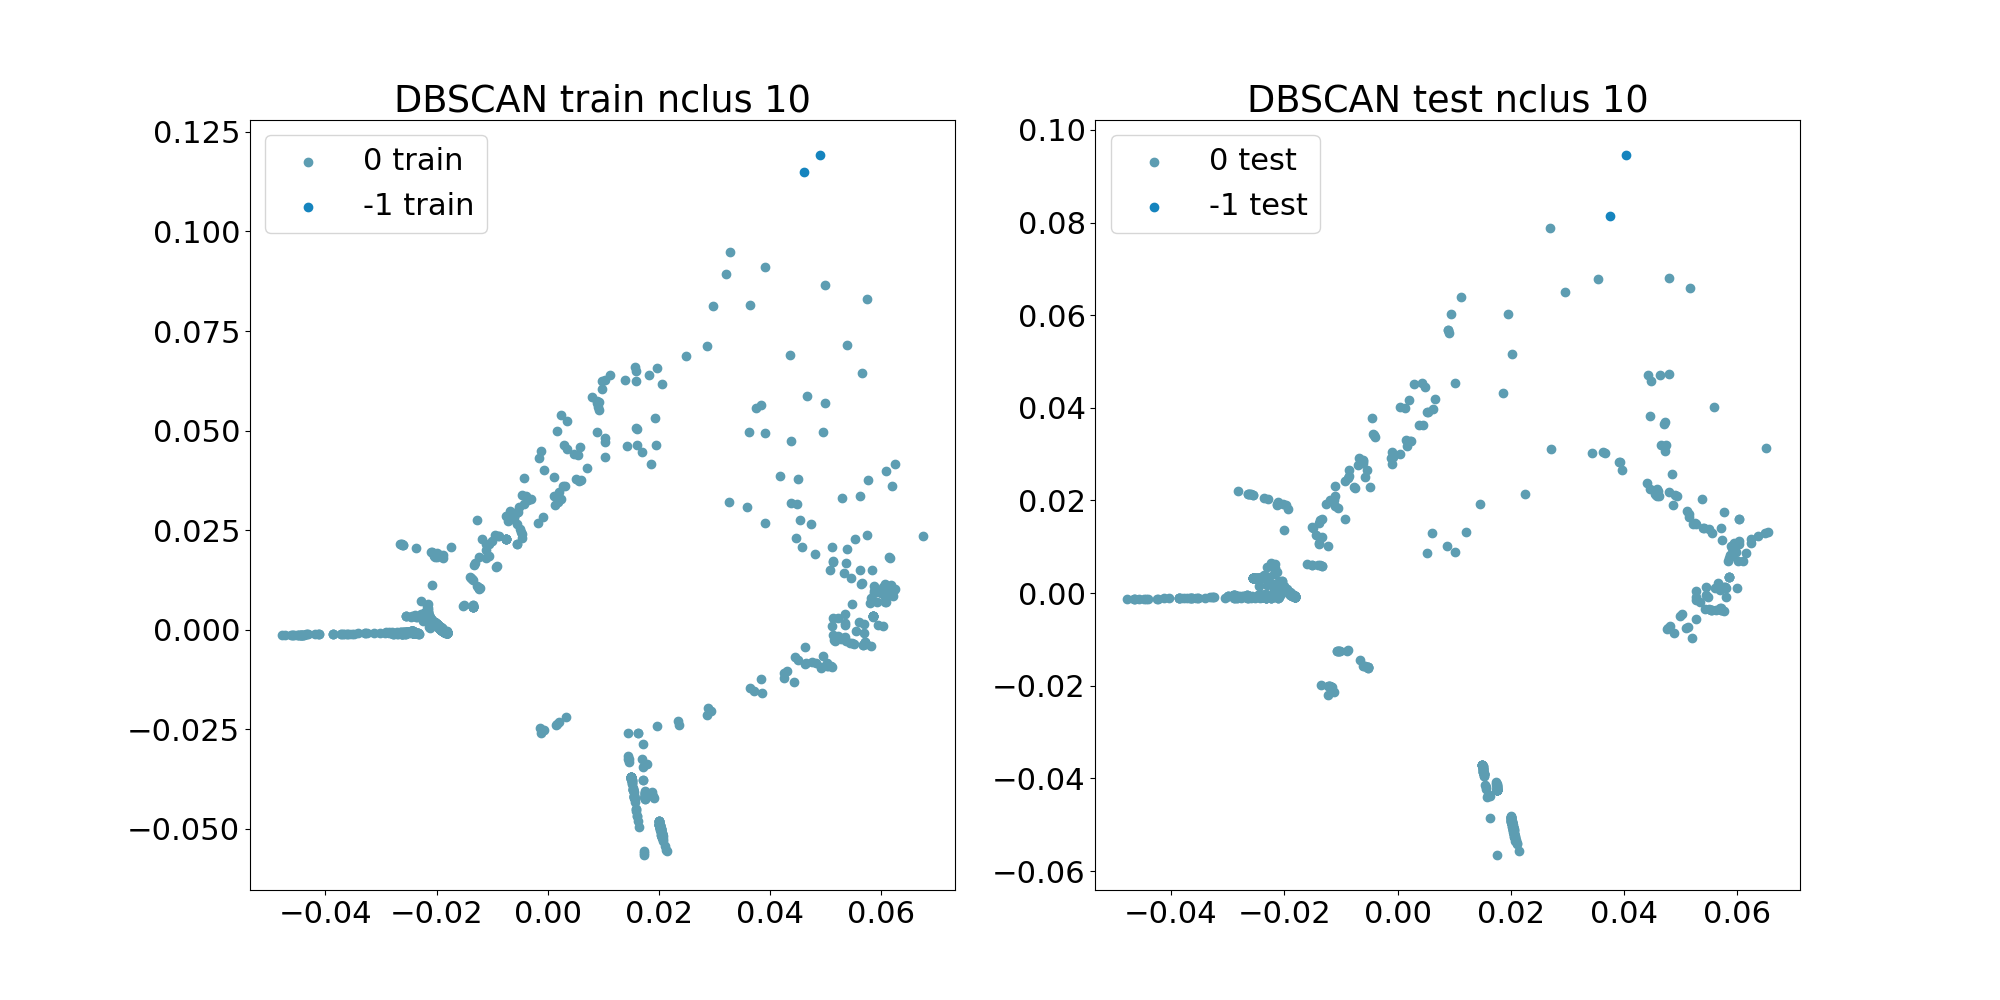 DBSCAN train nclus 10
0 train
-1 train
0.125
0.100
0.075
0.050
0.025
0.000
−0.025
−0.050
−0.04 −0.02 0.00 0.02 0.04 0.06
DBSCAN test nclus 10
0 test
-1 test
0.10
0.08
0.06
0.04
0.02
0.00
−0.02
−0.04
−0.06
−0.04 −0.02 0.00 0.02 0.04 0.06